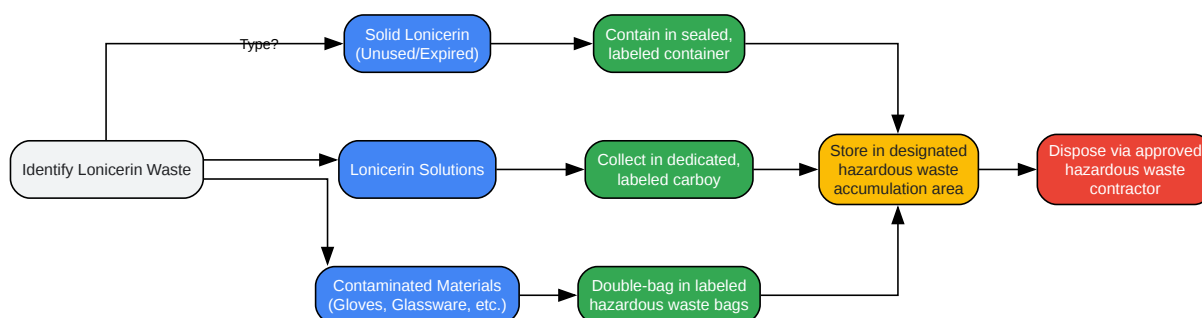 Type?
Solid Lonicerin
(Unused/Expired)
Contain in sealed,
labeled container
Identify Lonicerin Waste
Lonicerin Solutions
Collect in dedicated,
labeled carboy
Store in designated
hazardous waste
accumulation area
Dispose via approved
hazardous waste
contractor
Contaminated Materials
(Gloves, Glassware, etc.)
Double-bag in labeled
hazardous waste bags